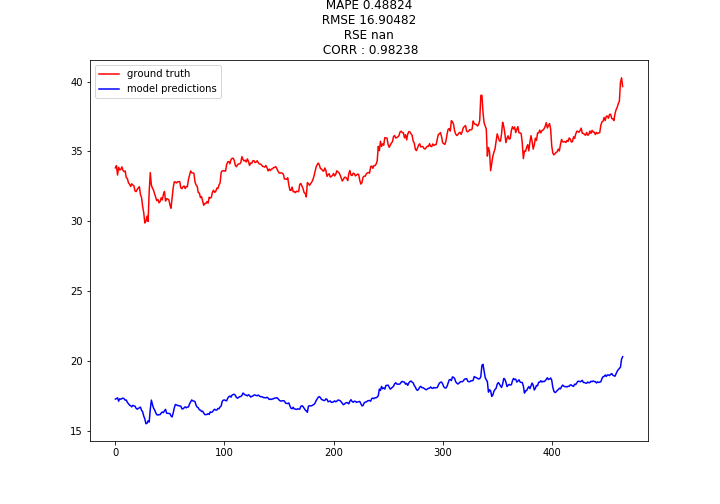 MAPE 0.48824
RMSE 16.90482
RSE nan
CORR : 0.98238
ground truth
model predictions
40
35
30
25
20
15
0
100
200
300
400